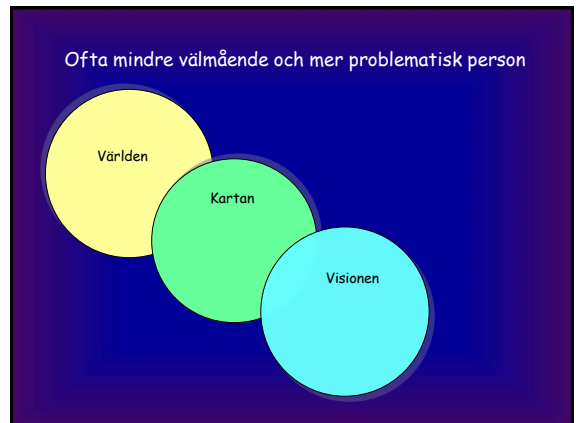 Ofta mindre välmående och mer problematisk person
Världen
Kartan
Visionen